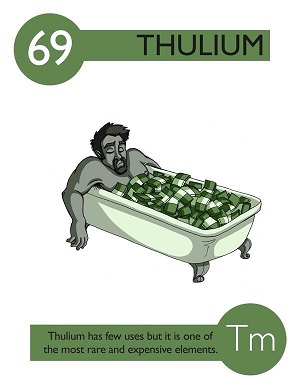 69
THULIUM
Thulium has few uses but it is one of
the most rare and expensive elements.
Tm